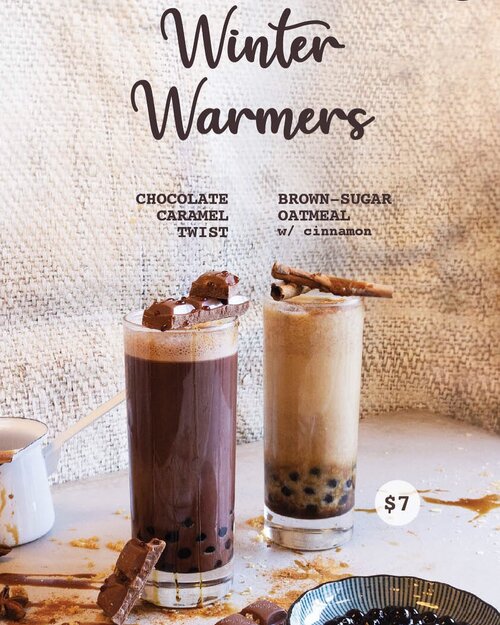 Winter
Warmers
CHOCOLATE
CARAMEL
TWIST
BROWN-SUGAR
OATMEAL
w/ cinnamon
$7